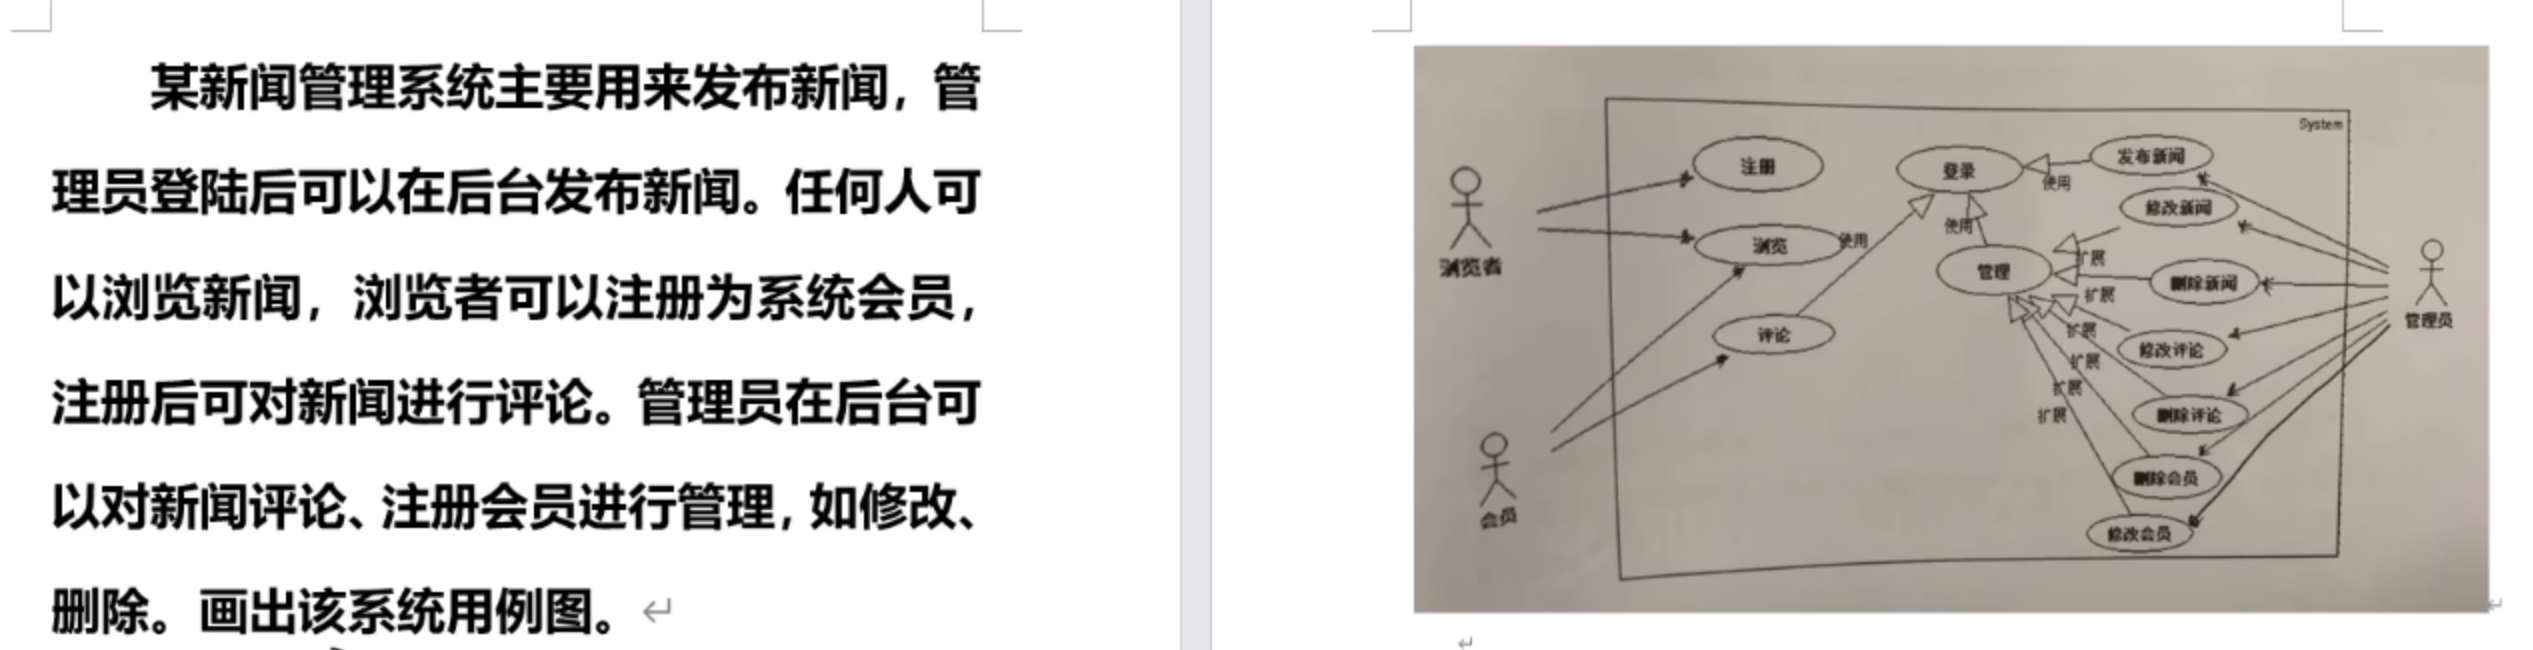 某新闻管理系统主要用来发布新闻，管
理员登陆后可以在后台发布新闻。任何人可
以浏览新闻，浏览者可以注册为系统会员，
注册后可对新闻进行评论。管理员在后台可
以对新闻评论、注册会员进行管理，如修改、
删除。画出该系统用例图。
System
注册
登录
发布新闻
使用
修改新闻
浏览
使用
使用
扩展
浏览者
管理
删除新闻
扩展
管理员
评论
扩展
修改评论
扩展
扩展
扩展
删除评论
删除会员
会员
修改会员